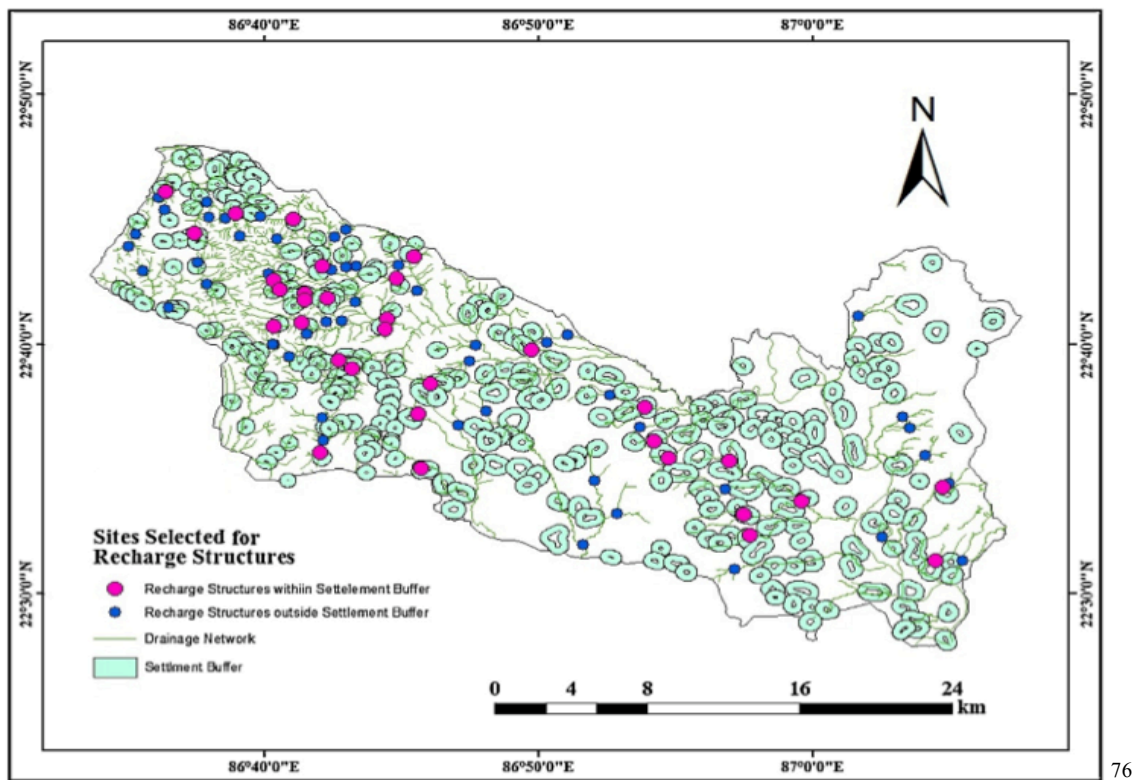 86°40'0"E 86°50'0"E 87°0'0"E
22°50'0"N 22°50'0"N
N
22°40'0"N 22°40'0"N
Sites Selected for
Recharge Structures
Recharge Structures withiin Settelement Buffer
Recharge Structures outside Settlement Buffer
Drainage Network
Settlment Buffer
22°30'0"N 22°30'0"N
0 4 8 16 24
km
86°40'0"E 86°50'0"E 87°0'0"E
76